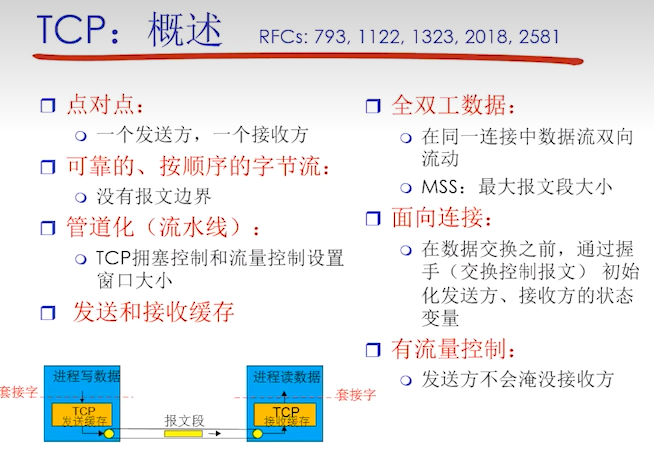 TCP：概述 RFCs: 793, 1122, 1323, 2018, 2581
点对点：
一个发送方，一个接收方
可靠的、按顺序的字节流：
没有报文边界
管道化（流水线）：
TCP拥塞控制和流量控制设置
窗口大小
发送和接收缓存
全双工数据：
在同一连接中数据流双向
流动
MSS：最大报文段大小
面向连接：
在数据交换之前，通过握
手（交换控制报文） 初始
化发送方、接收方的状态
变量
有流量控制：
发送方不会淹没接收方
进程写数据
套接字
TCP
发送缓存
报文段
进程读数据
套接字
TCP
接收缓存